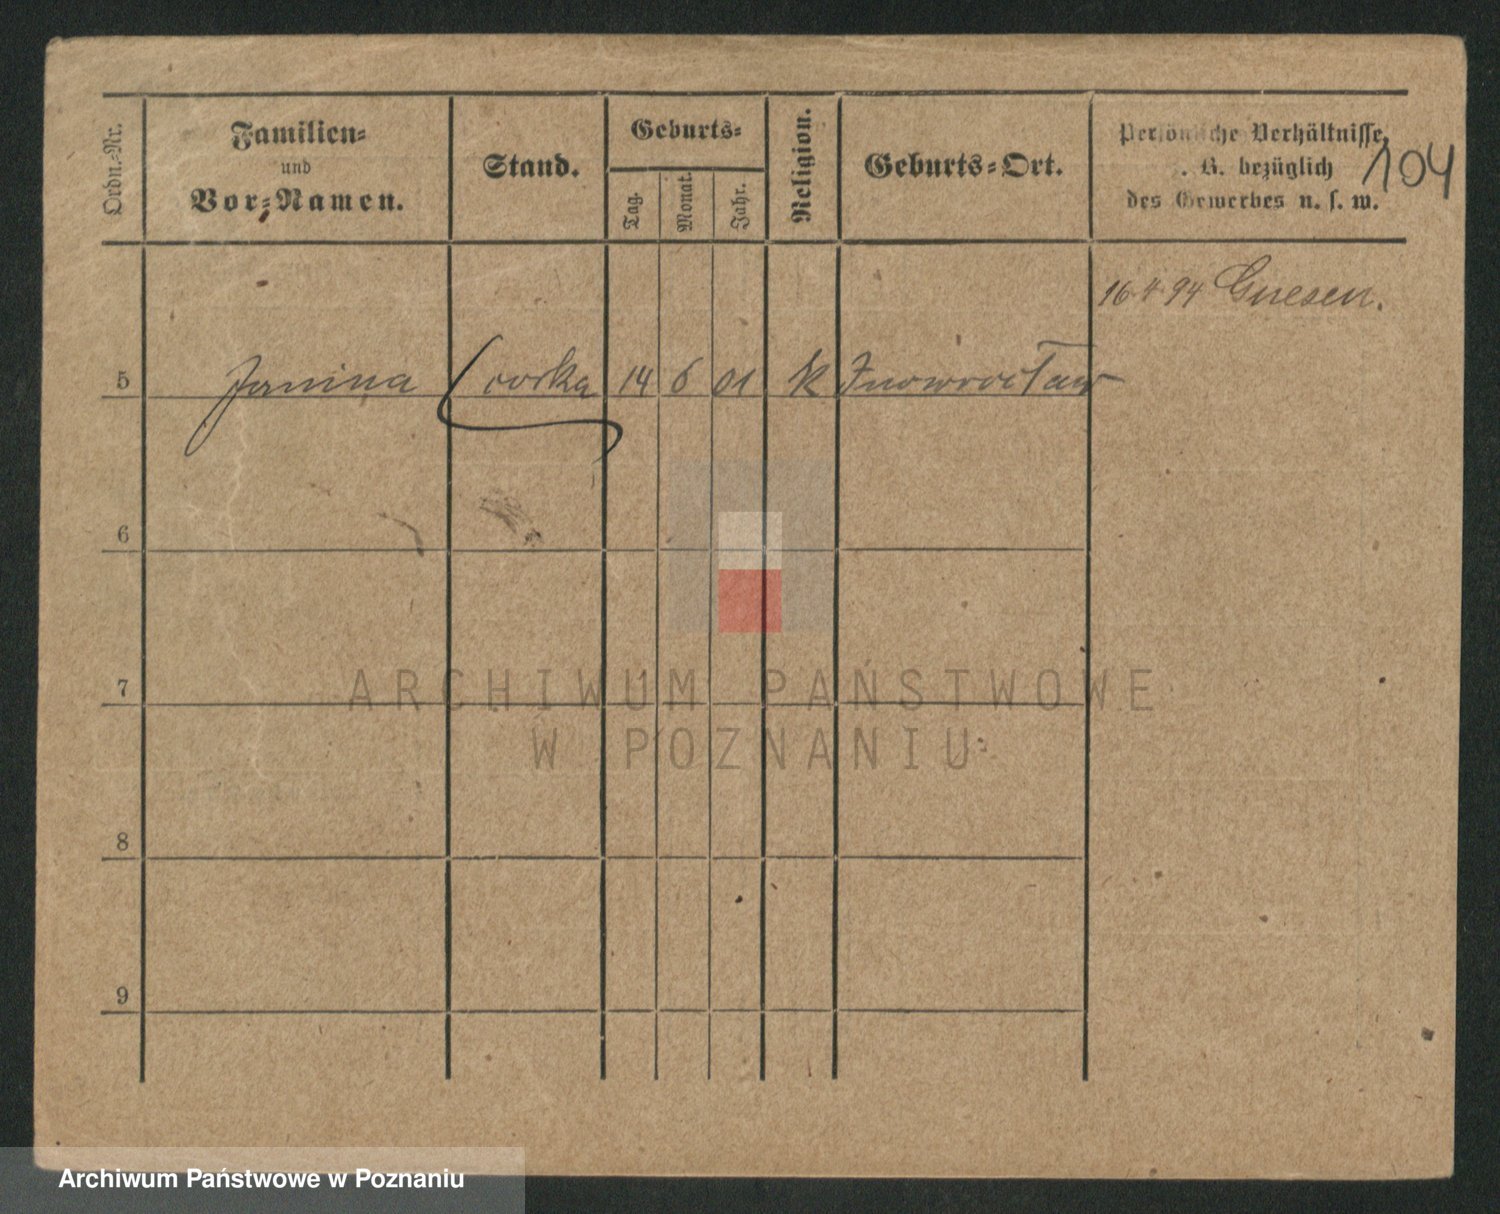 104
Ordn.-Nr.
Familien-
und
Vor-Namen.
Stand.
Geburts-
Tag.
Monat.
Jahr.
Religion.
Geburts-Ort.
Persönliche Verhältnisse,
. B. bezüglich
des Gewerbes u. s. w.
16 4 94 Gnesen.
5 Janina córka 14 6 01 k Inowrocław
6
7
8
9
ARCHIWUM PAŃSTWOWE
W POZNANIU
Archiwum Państwowe w Poznaniu